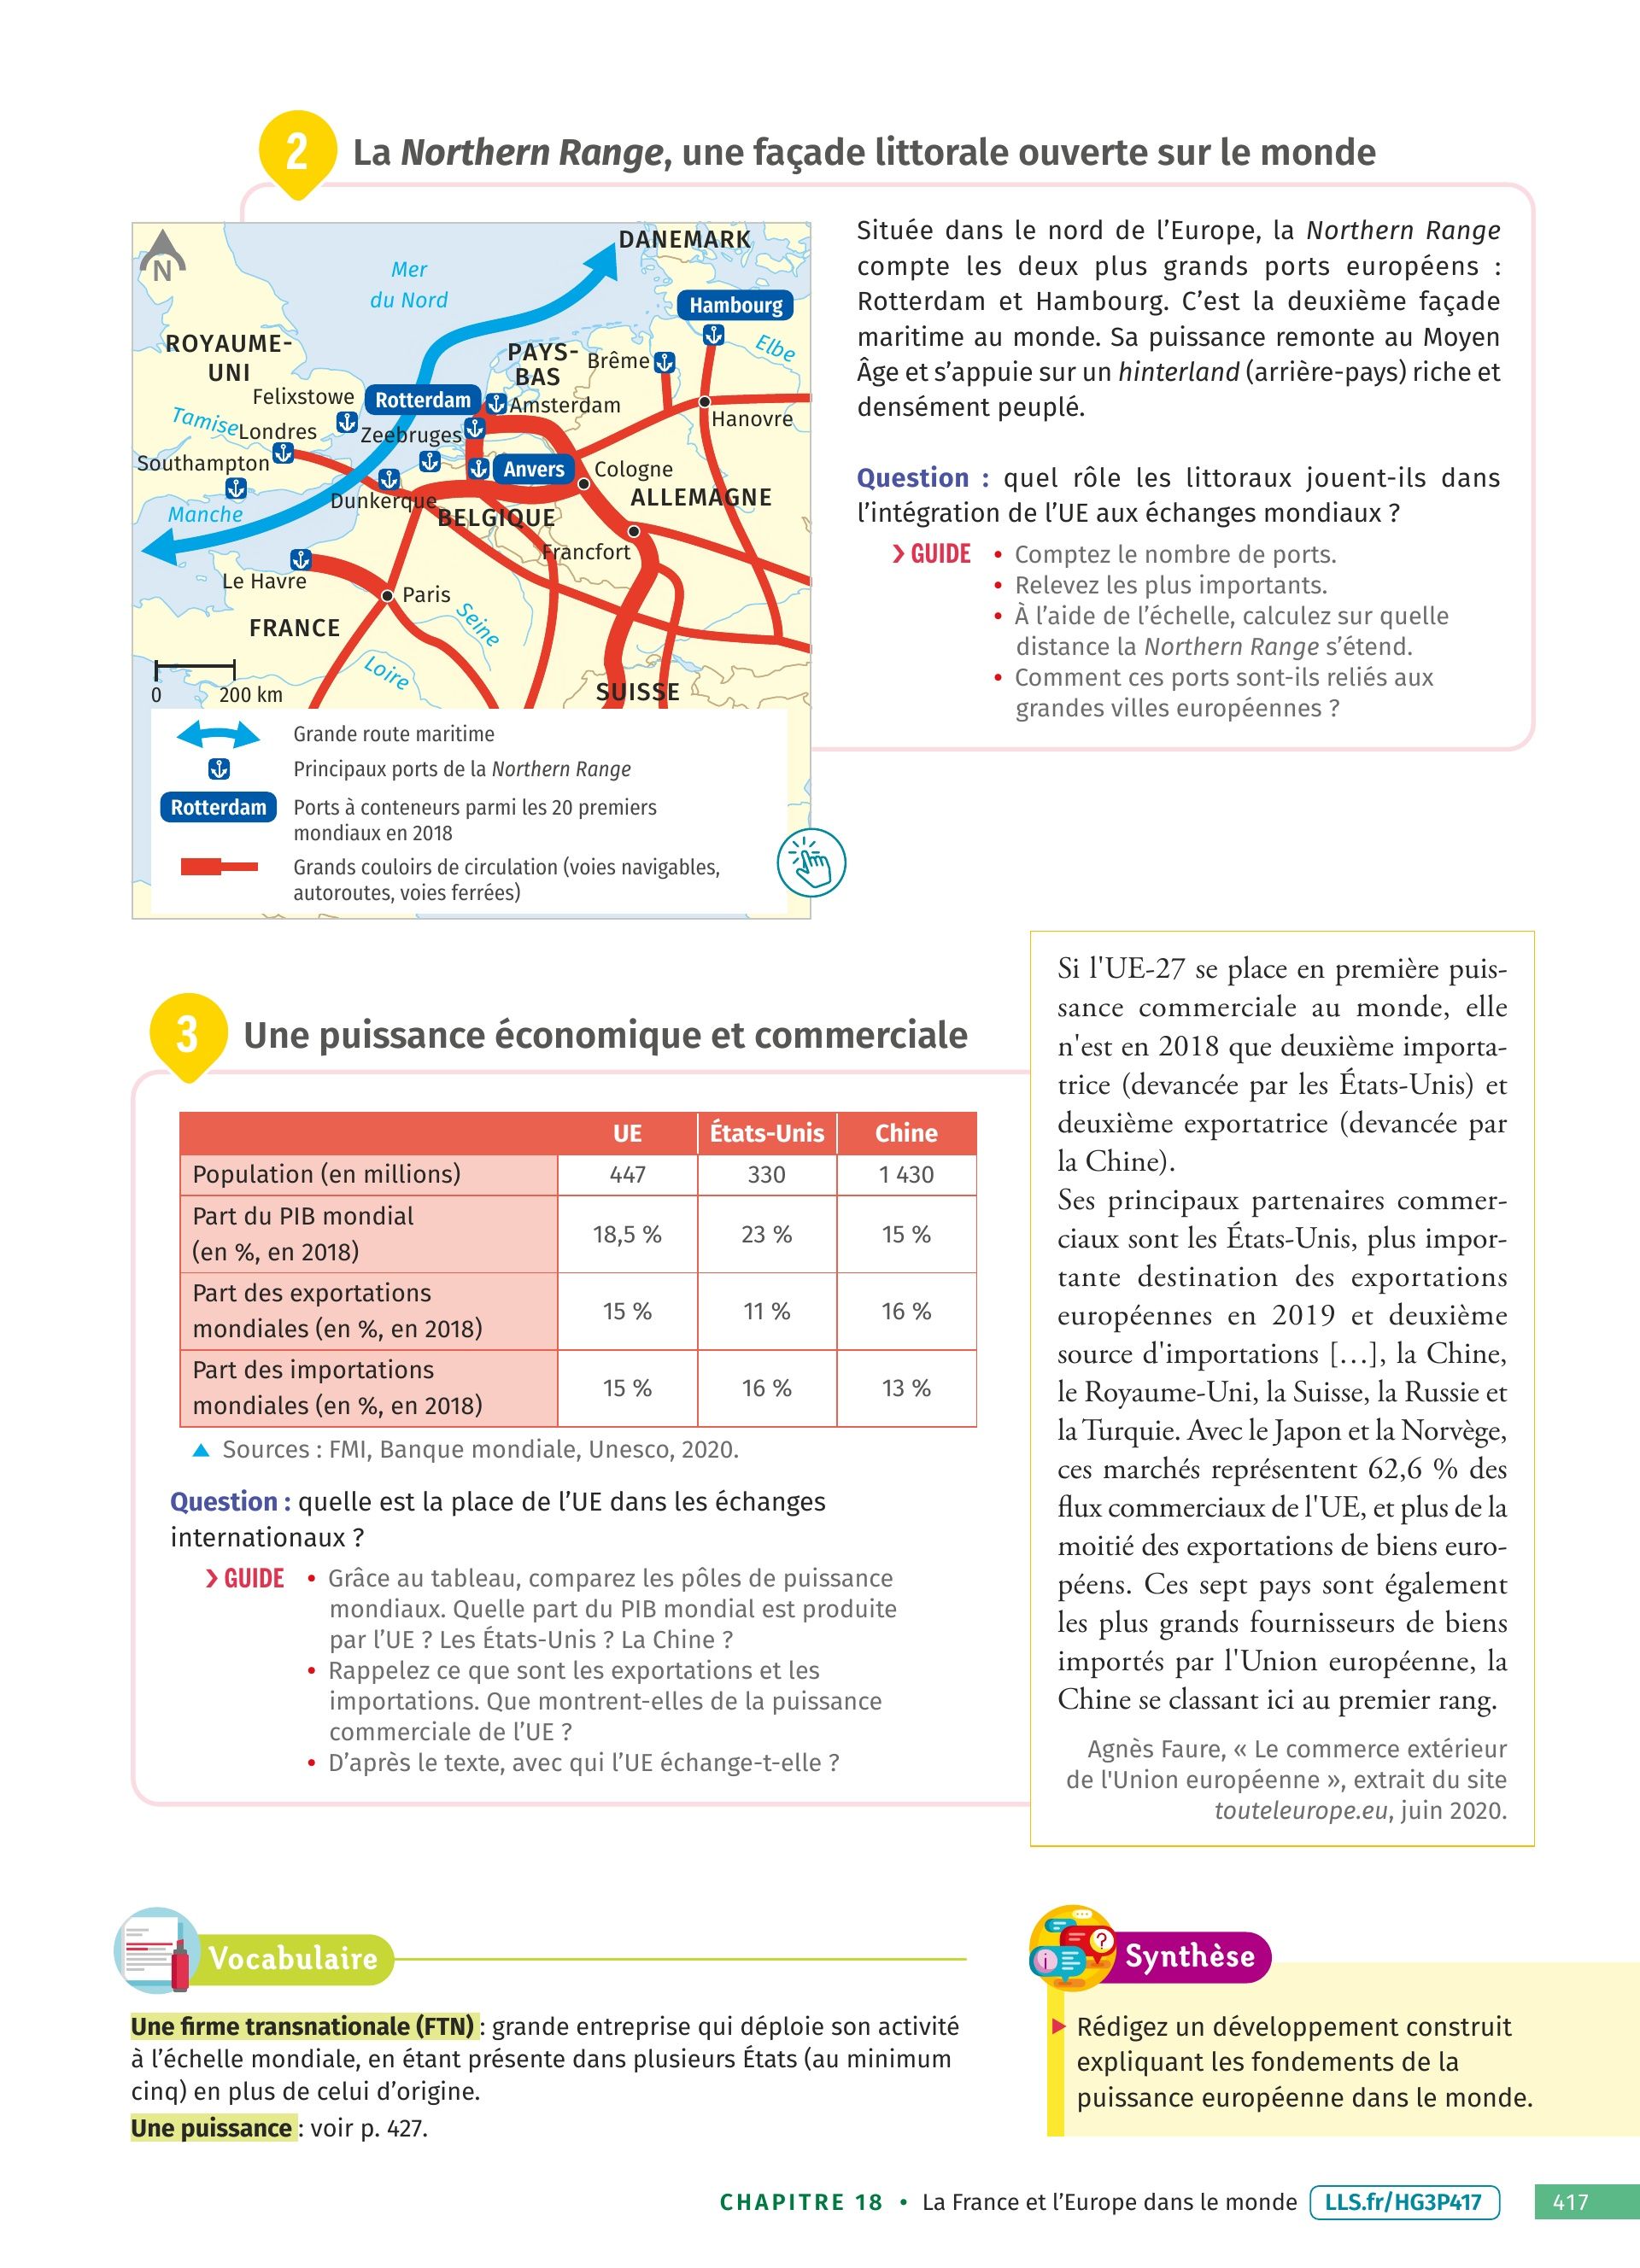 2
La Northern Range, une façade littorale ouverte sur le monde
N
DANEMARK
Mer
du Nord
Hambourg
Elbe
ROYAUME-
UNI
PAYS-
BAS
Brême
Felixstowe
Rotterdam
Amsterdam
Hanovre
Tamise
Londres
Zeebruges
Southampton
Anvers
Cologne
Dunkerque
ALLEMAGNE
Manche
BELGIQUE
Francfort
Le Havre
Paris
Seine
FRANCE
Loire
0
200 km
SUISSE
Grande route maritime
Principaux ports de la Northern Range
Rotterdam
Ports à conteneurs parmi les 20 premiers
mondiaux en 2018
Grands couloirs de circulation (voies navigables,
autoroutes, voies ferrées)
Située dans le nord de l’Europe, la Northern Range
compte les deux plus grands ports européens :
Rotterdam et Hambourg. C’est la deuxième façade
maritime au monde. Sa puissance remonte au Moyen
Âge et s’appuie sur un hinterland (arrière-pays) riche et
densément peuplé.
Question : quel rôle les littoraux jouent-ils dans
l’intégration de l’UE aux échanges mondiaux ?
❯ GUIDE • Comptez le nombre de ports.
• Relevez les plus importants.
• À l’aide de l’échelle, calculez sur quelle
distance la Northern Range s’étend.
• Comment ces ports sont-ils reliés aux
grandes villes européennes ?
3
Une puissance économique et commerciale
UE États-Unis Chine
Population (en millions) 447 330 1 430
Part du PIB mondial
(en %, en 2018) 18,5 % 23 % 15 %
Part des exportations
mondiales (en %, en 2018) 15 % 11 % 16 %
Part des importations
mondiales (en %, en 2018) 15 % 16 % 13 %
▲ Sources : FMI, Banque mondiale, Unesco, 2020.
Question : quelle est la place de l’UE dans les échanges
internationaux ?
❯ GUIDE • Grâce au tableau, comparez les pôles de puissance
mondiaux. Quelle part du PIB mondial est produite
par l’UE ? Les États-Unis ? La Chine ?
• Rappelez ce que sont les exportations et les
importations. Que montrent-elles de la puissance
commerciale de l’UE ?
• D’après le texte, avec qui l’UE échange-t-elle ?
Si l'UE-27 se place en première puis-
sance commerciale au monde, elle
n'est en 2018 que deuxième importa-
trice (devancée par les États-Unis) et
deuxième exportatrice (devancée par
la Chine).
Ses principaux partenaires commer-
ciaux sont les États-Unis, plus impor-
tante destination des exportations
européennes en 2019 et deuxième
source d'importations […], la Chine,
le Royaume-Uni, la Suisse, la Russie et
la Turquie. Avec le Japon et la Norvège,
ces marchés représentent 62,6 % des
flux commerciaux de l'UE, et plus de la
moitié des exportations de biens euro-
péens. Ces sept pays sont également
les plus grands fournisseurs de biens
importés par l'Union européenne, la
Chine se classant ici au premier rang.
Agnès Faure, « Le commerce extérieur
de l'Union européenne », extrait du site
touteleurope.eu, juin 2020.
Vocabulaire
Une firme transnationale (FTN) : grande entreprise qui déploie son activité
à l’échelle mondiale, en étant présente dans plusieurs États (au minimum
cinq) en plus de celui d’origine.
Une puissance : voir p. 427.
Synthèse
Rédigez un développement construit
expliquant les fondements de la
puissance européenne dans le monde.
CHAPITRE 18 • La France et l’Europe dans le monde LLS.fr/HG3P417 417